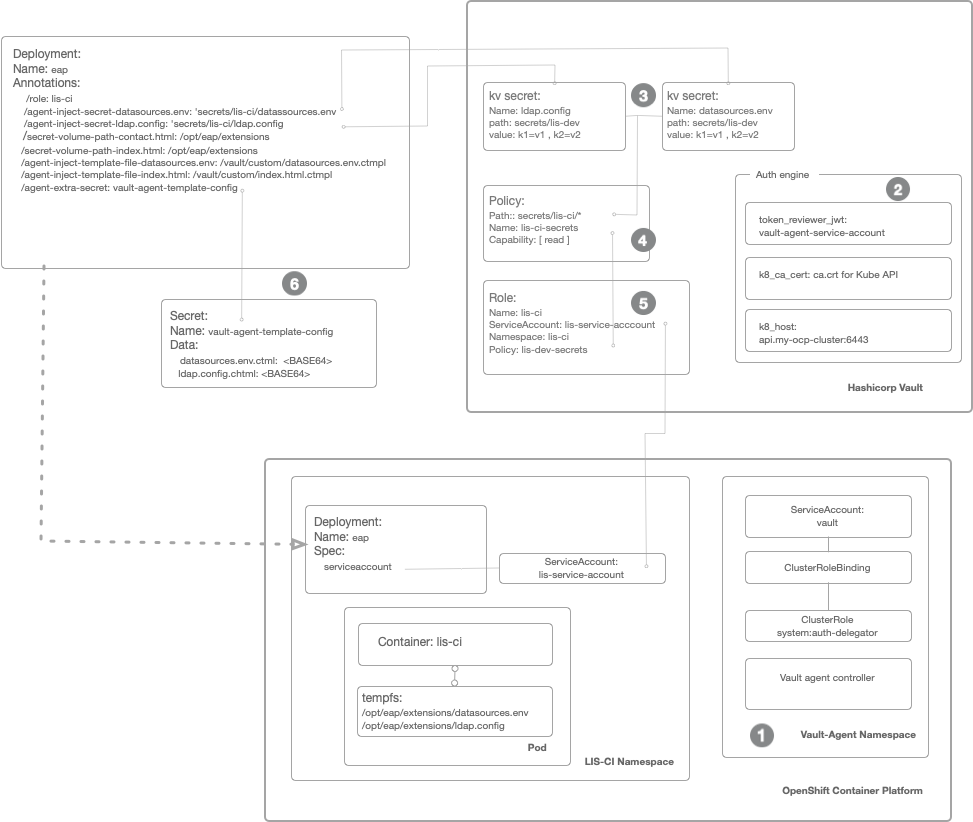 Deployment:
Name: eap
Annotations:
/role: lis-ci
/agent-inject-secret-datasources.env: 'secrets/lis-ci/datassources.env
/agent-inject-secret-ldap.config: 'secrets/lis-ci/ldap.config
/secret-volume-path-contact.html: /opt/eap/extensions
/secret-volume-path-index.html: /opt/eap/extensions
/agent-inject-template-file-datasources.env: /vault/custom/datasources.env.ctmpl
/agent-inject-template-file-index.html: /vault/custom/index.html.ctmpl
/agent-extra-secret: vault-agent-template-config
6
Secret:
Name: vault-agent-template-config
Data:
datasources.env.ctml: <BASE64>
ldap.config.chtml: <BASE64>
kv secret:
Name: ldap.config
path: secrets/lis-dev
value: k1=v1 , k2=v2
3
kv secret:
Name: datasources.env
path: secrets/lis-dev
value: k1=v1 , k2=v2
Policy:
Path:: secrets/lis-ci/*
Name: lis-ci-secrets
Capability: [ read ]
4
Role:
Name: lis-ci
ServiceAccount: lis-service-acccount
Namespace: lis-ci
Policy: lis-dev-secrets
5
Auth engine
2
token_reviewer_jwt:
vault-agent-service-account
k8_ca_cert: ca.crt for Kube API
k8_host:
api.my-ocp-cluster:6443
Hashicorp Vault
Deployment:
Name: eap
Spec:
serviceaccount
ServiceAccount:
lis-service-account
Container: lis-ci
tempfs:
/opt/eap/extensions/datasources.env
/opt/eap/extensions/ldap.config
Pod
LIS-CI Namespace
ServiceAccount:
vault
ClusterRoleBinding
ClusterRole
system:auth-delegator
Vault agent controller
1
Vault-Agent Namespace
OpenShift Container Platform